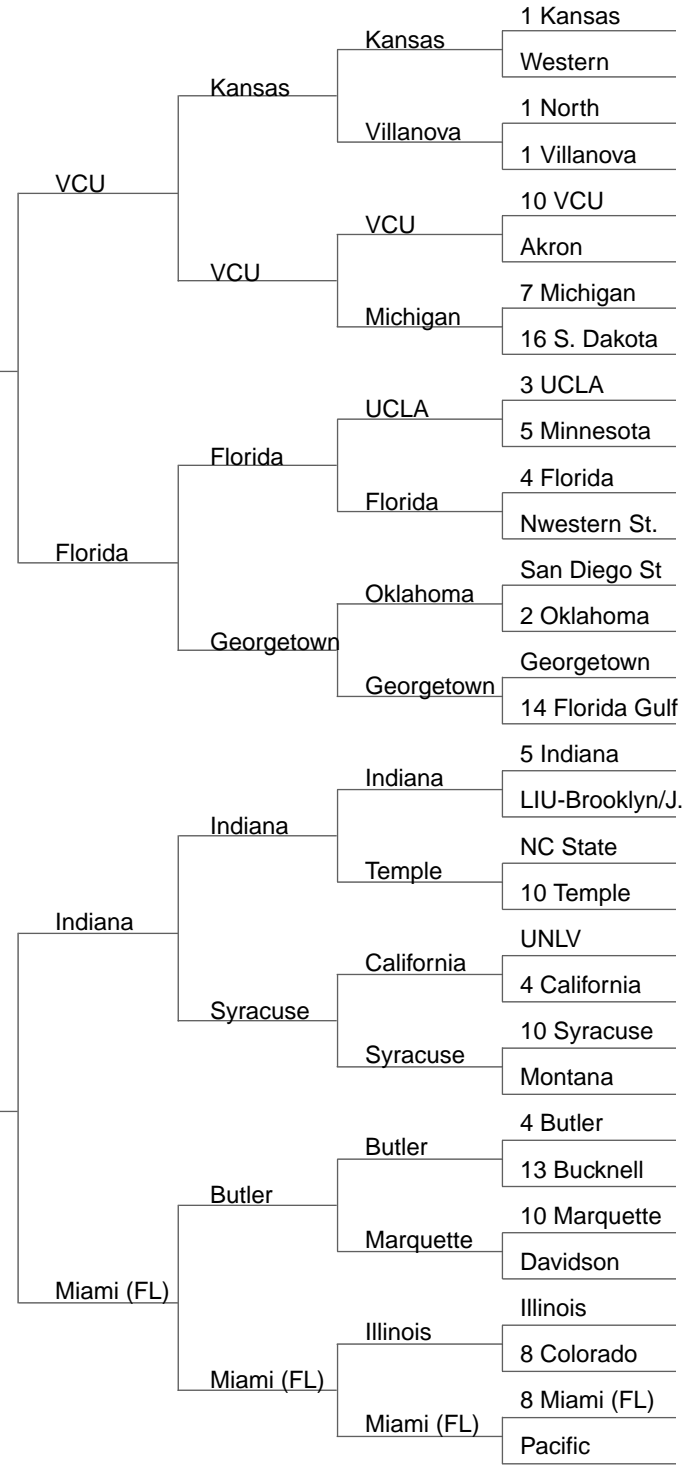 1 Kansas
Kansas
Western
Kansas
1 North
Villanova
1 Villanova
VCU
10 VCU
VCU
Akron
VCU
7 Michigan
Michigan
16 S. Dakota
3 UCLA
UCLA
5 Minnesota
Florida
4 Florida
Florida
Nwestern St.
Florida
San Diego St
Oklahoma
2 Oklahoma
Georgetown
Georgetown
Georgetown
14 Florida Gulf
5 Indiana
Indiana
LIU-Brooklyn/J.
Indiana
NC State
Temple
10 Temple
Indiana
UNLV
California
4 California
Syracuse
10 Syracuse
Syracuse
Montana
4 Butler
Butler
13 Bucknell
Butler
10 Marquette
Marquette
Davidson
Miami (FL)
Illinois
Illinois
8 Colorado
Miami (FL)
8 Miami (FL)
Miami (FL)
Pacific